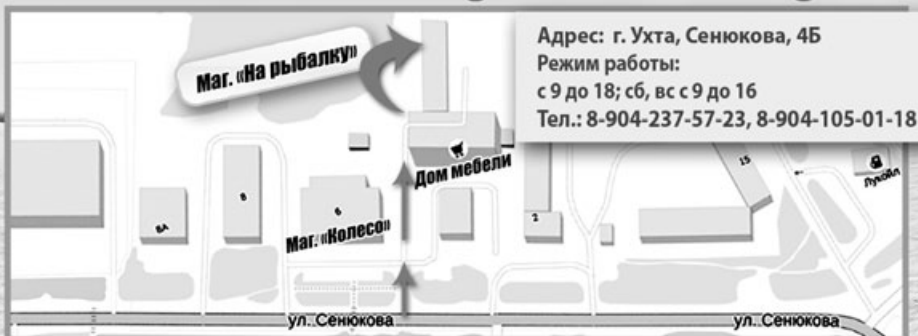 Маг. «На рыбалку»
Адрес: г. Ухта, Сенюкова, 4Б
Режим работы:
с 9 до 18; сб, вс с 9 до 16
Тел.: 8-904-237-57-23, 8-904-105-01-18
Дом мебели
15
Лукойл
8А
8
6
Маг. «Колесо»
2
ул. Сенюкова
ул. Сенюкова